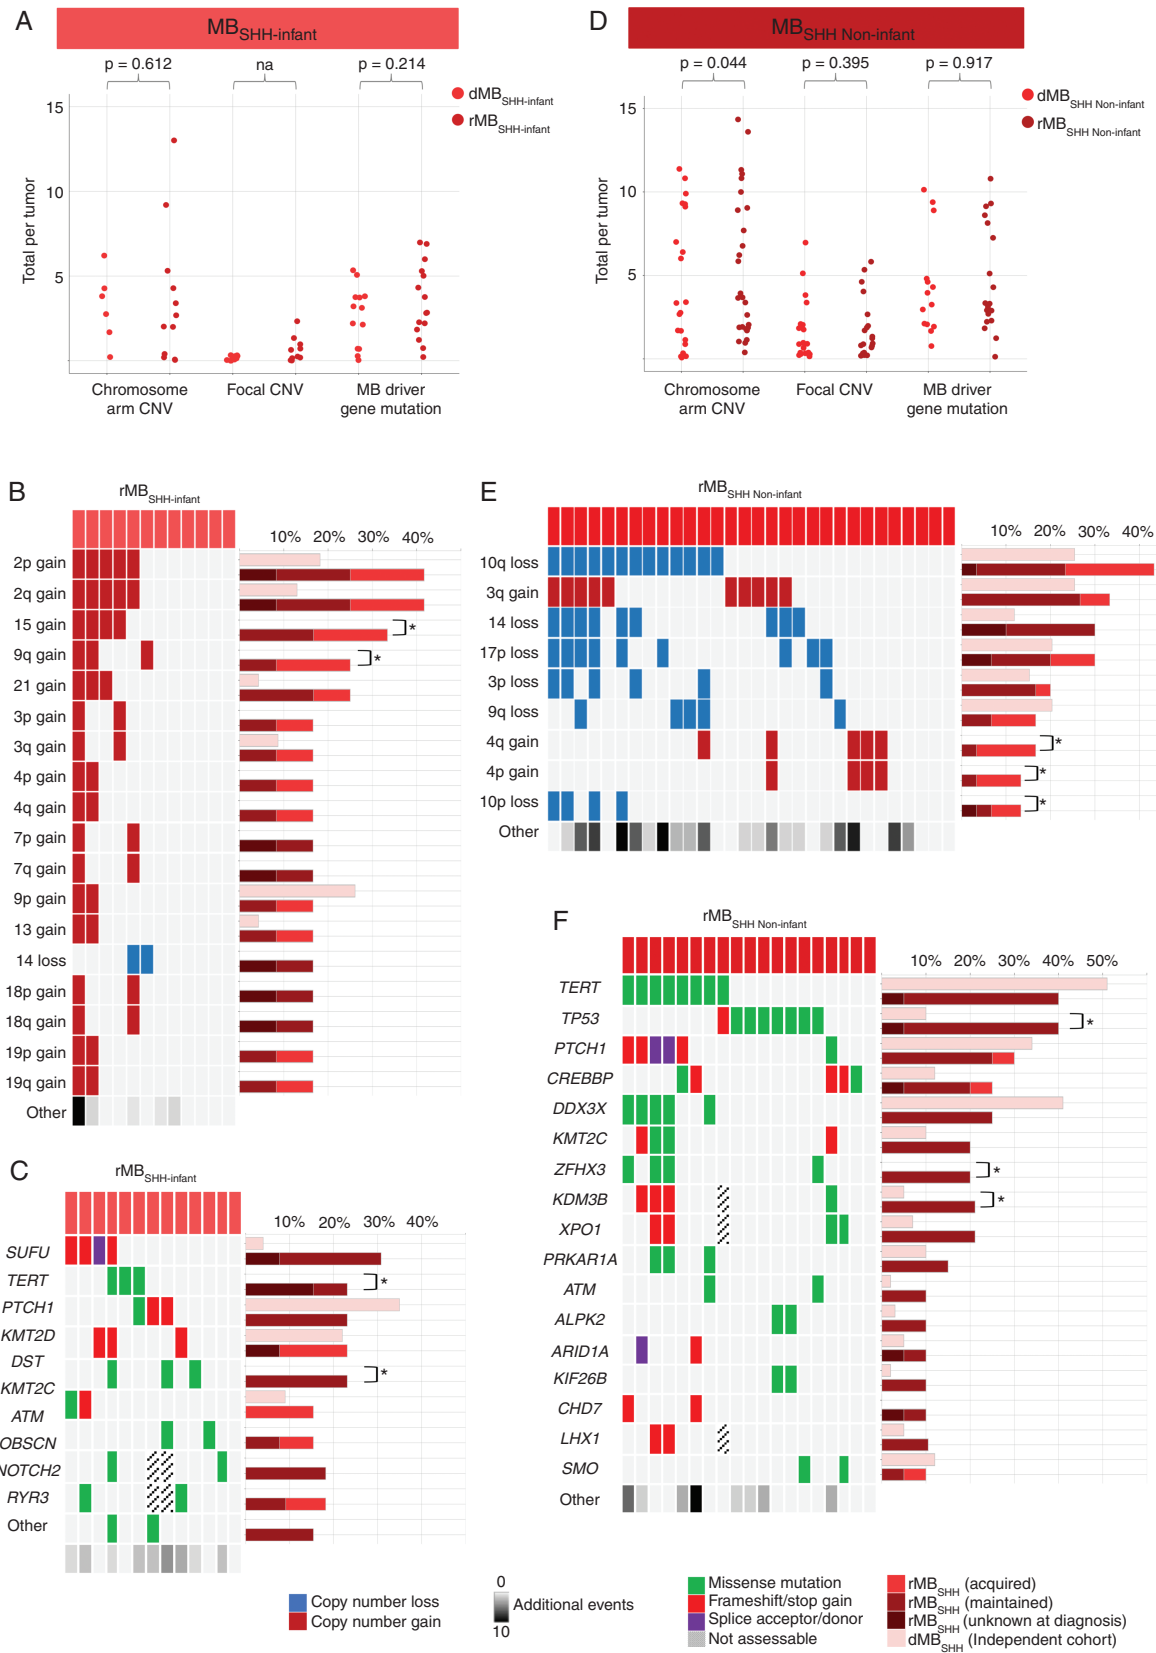 A
MBSHH-infant
p = 0.612
na
p = 0.214
dMBSHH-infant
rMBSHH-infant
15
10
5
Total per tumor
Chromosome arm CNV
Focal CNV
MB driver gene mutation
D
MBSHH Non-infant
p = 0.044
p = 0.395
p = 0.917
dMBSHH Non-infant
rMBSHH Non-infant
15
10
5
Total per tumor
Chromosome arm CNV
Focal CNV
MB driver gene mutation
B
rMBSHH-infant
10% 20% 30% 40%
2p gain
2q gain
15 gain
*
9q gain
*
21 gain
3p gain
3q gain
4p gain
4q gain
7p gain
7q gain
9p gain
13 gain
14 loss
18p gain
18q gain
19p gain
19q gain
Other
E
rMBSHH Non-infant
10% 20% 30% 40%
10q loss
3q gain
14 loss
17p loss
3p loss
9q loss
4q gain
*
4p gain
*
10p loss
*
Other
C
rMBSHH-infant
10% 20% 30% 40%
SUFU
TERT
*
PTCH1
KMT2D
DST
*
KMT2C
ATM
OBSCN
NOTCH2
RYR3
Other
F
rMBSHH Non-infant
10% 20% 30% 40% 50%
TERT
TP53
*
PTCH1
CREBBP
DDX3X
KMT2C
ZFHX3
*
KDM3B
*
XPO1
PRKAR1A
ATM
ALPK2
ARID1A
KIF26B
CHD7
LHX1
SMO
Other
Copy number loss
Copy number gain
0
Additional events
10
Missense mutation
Frameshift/stop gain
Splice acceptor/donor
Not assessable
rMBSHH (acquired)
rMBSHH (maintained)
rMBSHH (unknown at diagnosis)
dMBSHH (Independent cohort)